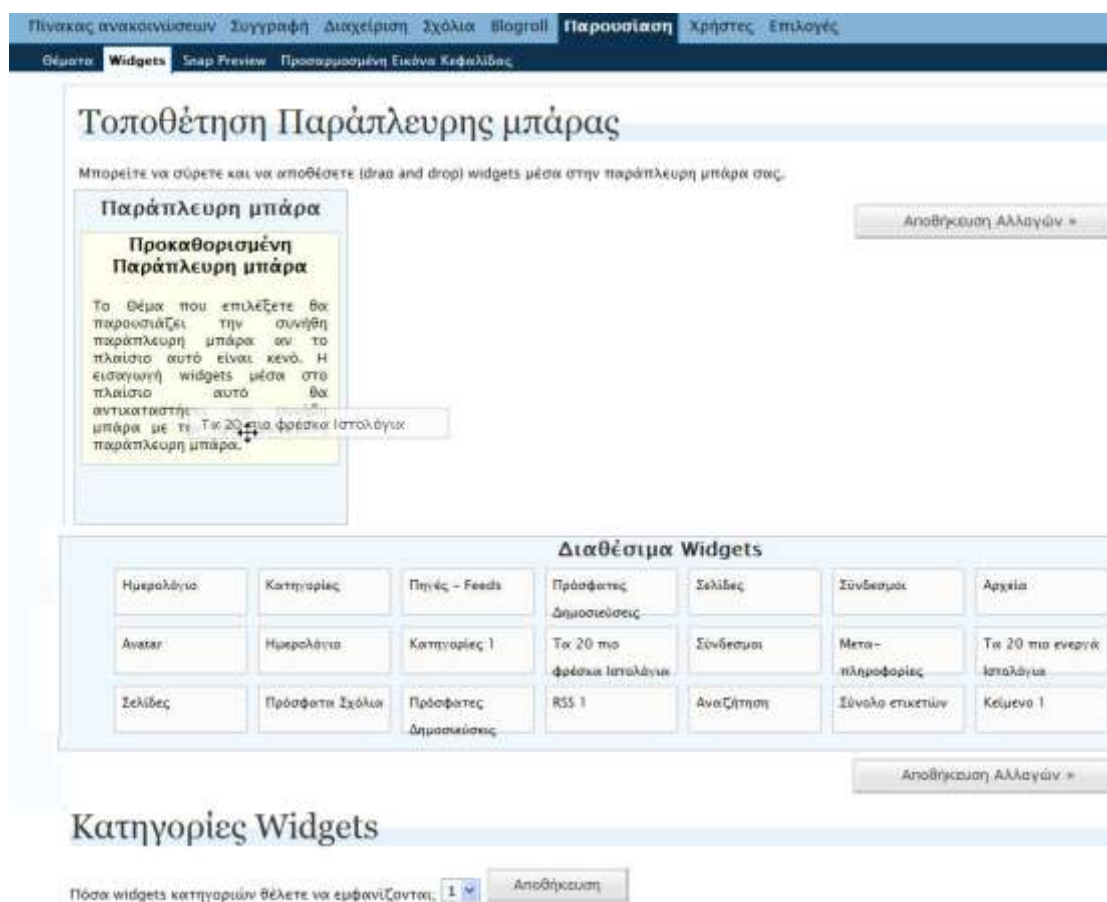 Πίνακας ανακοινώσεων Συγγραφή Διαχείριση Σχόλια Blogroll Παρουσίαση Χρήστες Επιλογές
Θέματα Widgets Snap Preview Προσαρμοσμένη Εικόνα Κεφαλίδας
Τοποθέτηση Παράπλευρης μπάρας
Μπορείτε να σύρετε και να αποθέσετε (drag and drop) widgets μέσα στην παράπλευρη μπάρα σας.
Παράπλευρη μπάρα
Αποθήκευση Αλλαγών »
Προκαθορισμένη
Παράπλευρη μπάρα
Το Θέμα που επιλέξετε θα
παρουσιάζει την συνήθη
παράπλευρη μπάρα αν το
πλαίσιο αυτό είναι κενό. Η
εισαγωγή widgets μέσα στο
πλαίσιο αυτό θα
μπάρα με
Τα 20 πιο φρέσκα Ιστολόγια
παράπλευρη μπάρα.
Διαθέσιμα Widgets
Ημερολόγιο Κατηγορίες Πηγές - Feeds Πρόσφατες Σελίδες Σύνδεσμοι Αρχεία
Δημοσιεύσεις
Avatar Ημερολόγιο Κατηγορίες 1 Τα 20 πιο Σύνδεσμοι Μετα- Τα 20 πιο ενεργά
φρέσκα Ιστολόγια πληροφορίες Ιστολόγια
Σελίδες Πρόσφατα Σχόλια Πρόσφατες RSS 1 Αναζήτηση Σύνολο ετικετών Κείμενο 1
Δημοσιεύσεις
Αποθήκευση Αλλαγών »
Κατηγορίες Widgets
Πόσα widgets κατηγοριών θέλετε να εμφανίζονται; 1 Αποθήκευση